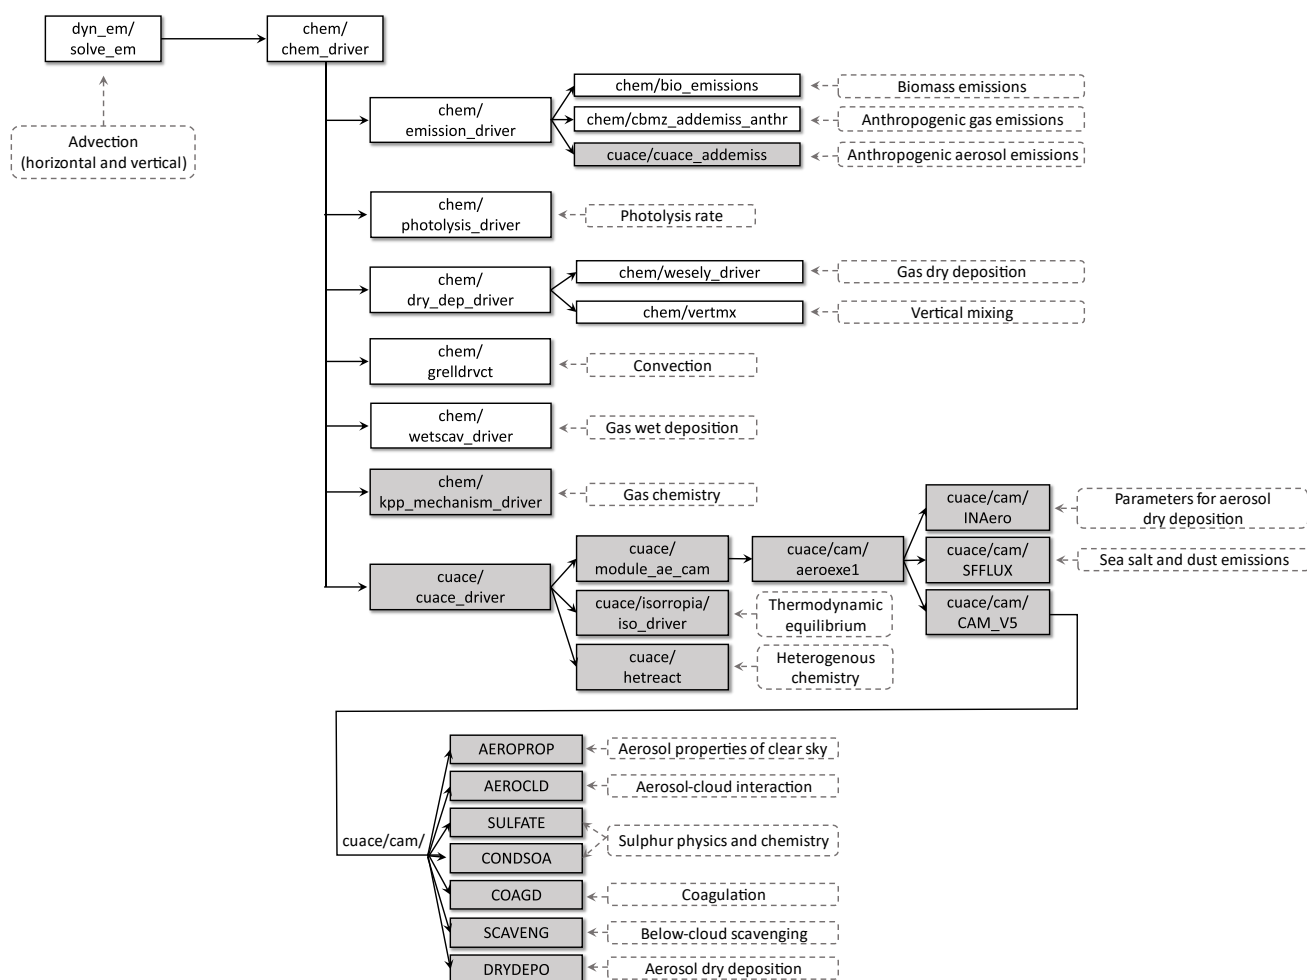 dyn_em/
solve_em
chem/
chem_driver
Advection
(horizontal and vertical)
chem/
emission_driver
chem/bio_emissions
Biomass emissions
chem/cbmz_addemiss_anthr
Anthropogenic gas emissions
cuace/cuace_addemiss
Anthropogenic aerosol emissions
chem/
photolysis_driver
Photolysis rate
chem/
dry_dep_driver
chem/wesely_driver
Gas dry deposition
chem/vertmx
Vertical mixing
chem/
grelldrvct
Convection
chem/
wetscav_driver
Gas wet deposition
chem/
kpp_mechanism_driver
Gas chemistry
cuace/
cuace_driver
cuace/
module_ae_cam
cuace/cam/
aeroexe1
cuace/cam/
INAero
Parameters for aerosol
dry deposition
cuace/cam/
SFFLUX
Sea salt and dust emissions
cuace/cam/
CAM_V5
cuace/isorropia/
iso_driver
Thermodynamic
equilibrium
cuace/
hetreact
Heterogenous
chemistry
cuace/cam/
AEROPROP
Aerosol properties of clear sky
AEROCLD
Aerosol-cloud interaction
SULFATE
CONDSOA
Sulphur physics and chemistry
COAGD
Coagulation
SCAVENG
Below-cloud scavenging
DRYDEPO
Aerosol dry deposition